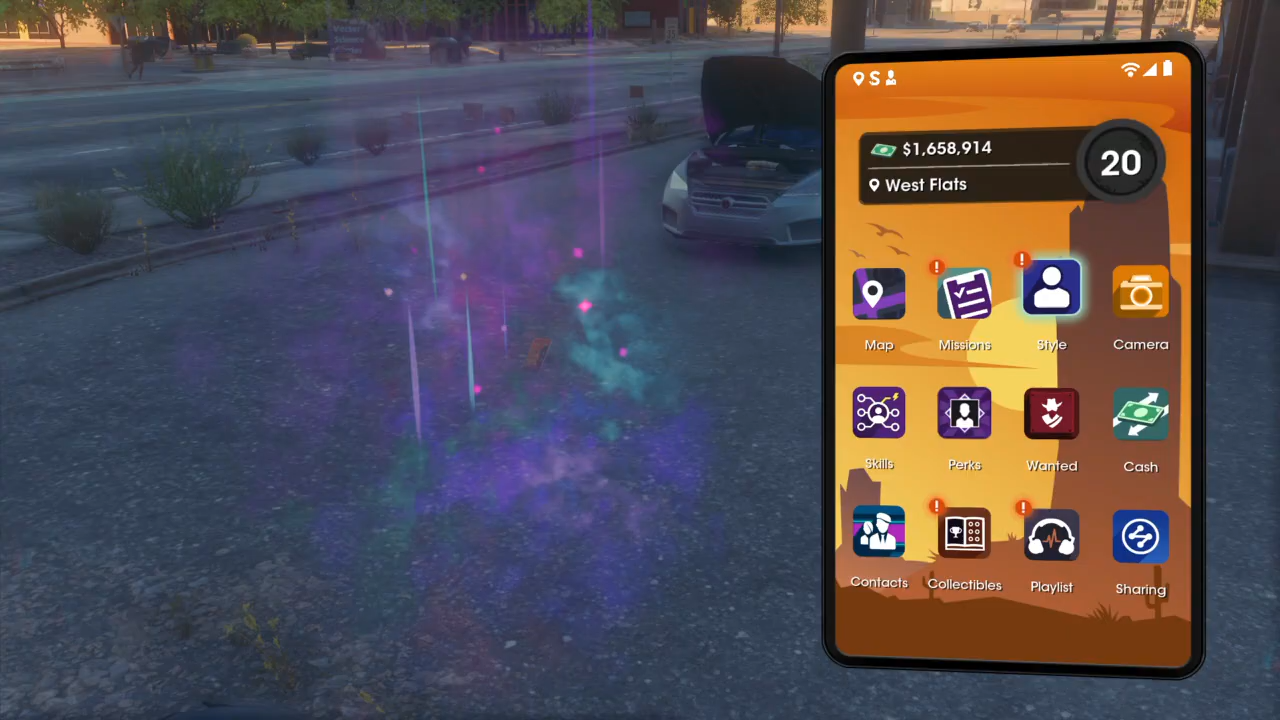 $1,658,914
20
West Flats
Map
Missions
Style
Camera
Skills
Perks
Wanted
Cash
Contacts
Collectibles
Playlist
Sharing